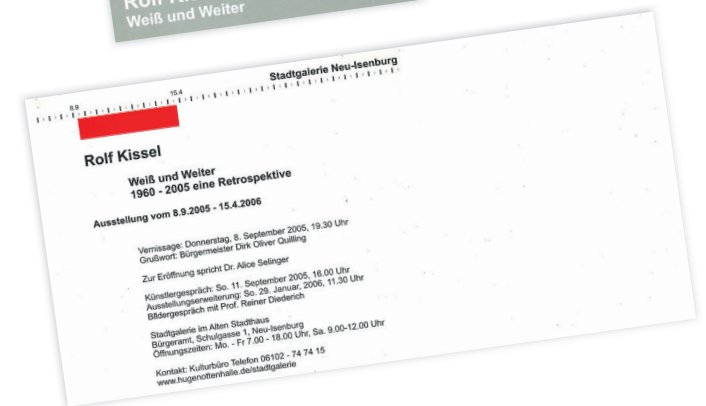 Rolf
Weiß und Weiter
Stadtgalerie Neu-Isenburg
8.9
15.4
Rolf Kissel
Weiß und Weiter
1960 - 2005 eine Retrospektive
Ausstellung vom 8.9.2005 - 15.4.2006
Vernissage: Donnerstag, 8. September 2005, 19.30 Uhr
Grußwort: Bürgermeister Dirk Oliver Quilling
Zur Eröffnung spricht Dr. Alice Selinger
Künstlergespräch: So. 11. September 2005, 16.00 Uhr
Ausstellungserweiterung: So. 29. Januar, 2006, 11.30 Uhr
Bildergespräch mit Prof. Reiner Diederich
Stadtgalerie im Alten Stadthaus
Bürgeramt, Schulgasse 1, Neu-Isenburg
Öffnungszeiten: Mo. - Fr 7.00 - 18.00 Uhr, Sa. 9.00-12.00 Uhr
Kontakt: Kulturbüro Telefon 06102 - 74 74 15
www.hugenottenhalle.de/stadtgalerie